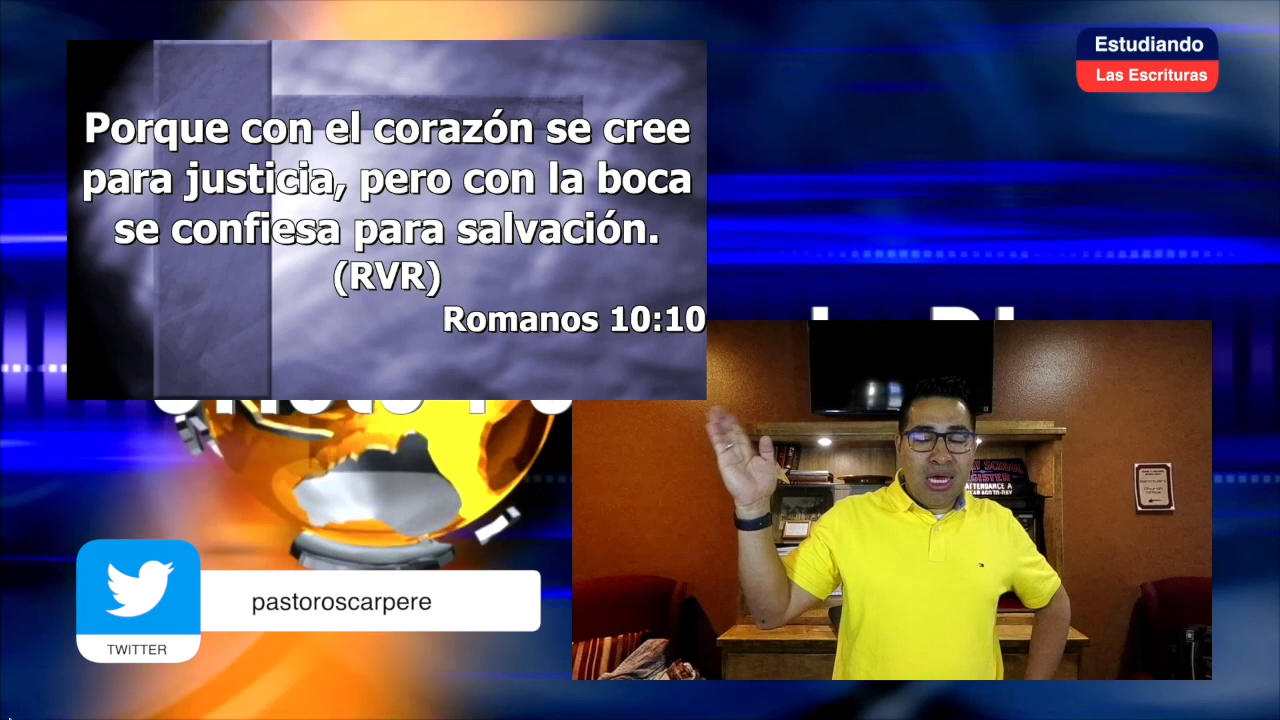 Estudiando
Las Escrituras
Porque con el corazón se cree
para justicia, pero con la boca
se confiesa para salvación.
(RVR)
Romanos 10:10
pastoroscarpere
TWITTER